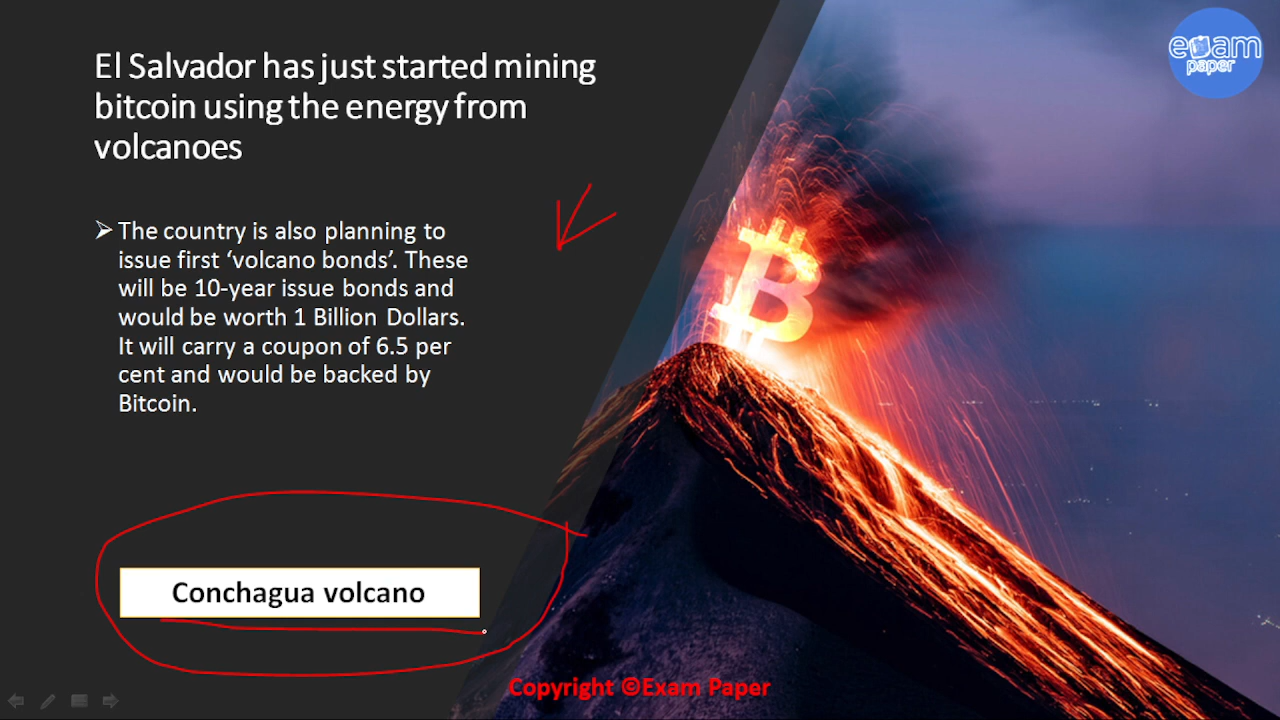 El Salvador has just started mining
bitcoin using the energy from
volcanoes
➢ The country is also planning to
issue first ‘volcano bonds’. These
will be 10-year issue bonds and
would be worth 1 Billion Dollars.
It will carry a coupon of 6.5 per
cent and would be backed by
Bitcoin.
Conchagua volcano
Copyright ©Exam Paper
exam
paper